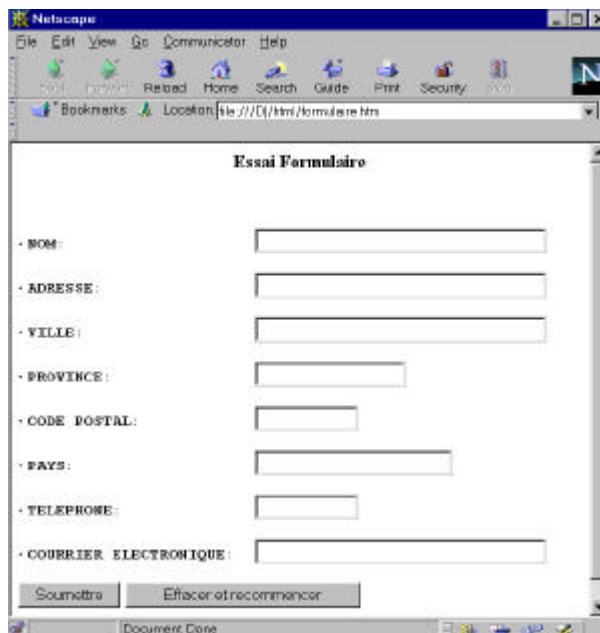 Netscape
File Edit View Go Communicator Help
Reload Home Search Guide Print Security
Bookmarks Location: file:///D|/html/formulaire.htm
Essai Formulaire
- NOM:
- ADRESSE:
- VILLE:
- PROVINCE:
- CODE POSTAL:
- PAYS:
- TELEPHONE:
- COURRIER ELECTRONIQUE:
Soumettre Effacer et recommencer
Document: Done